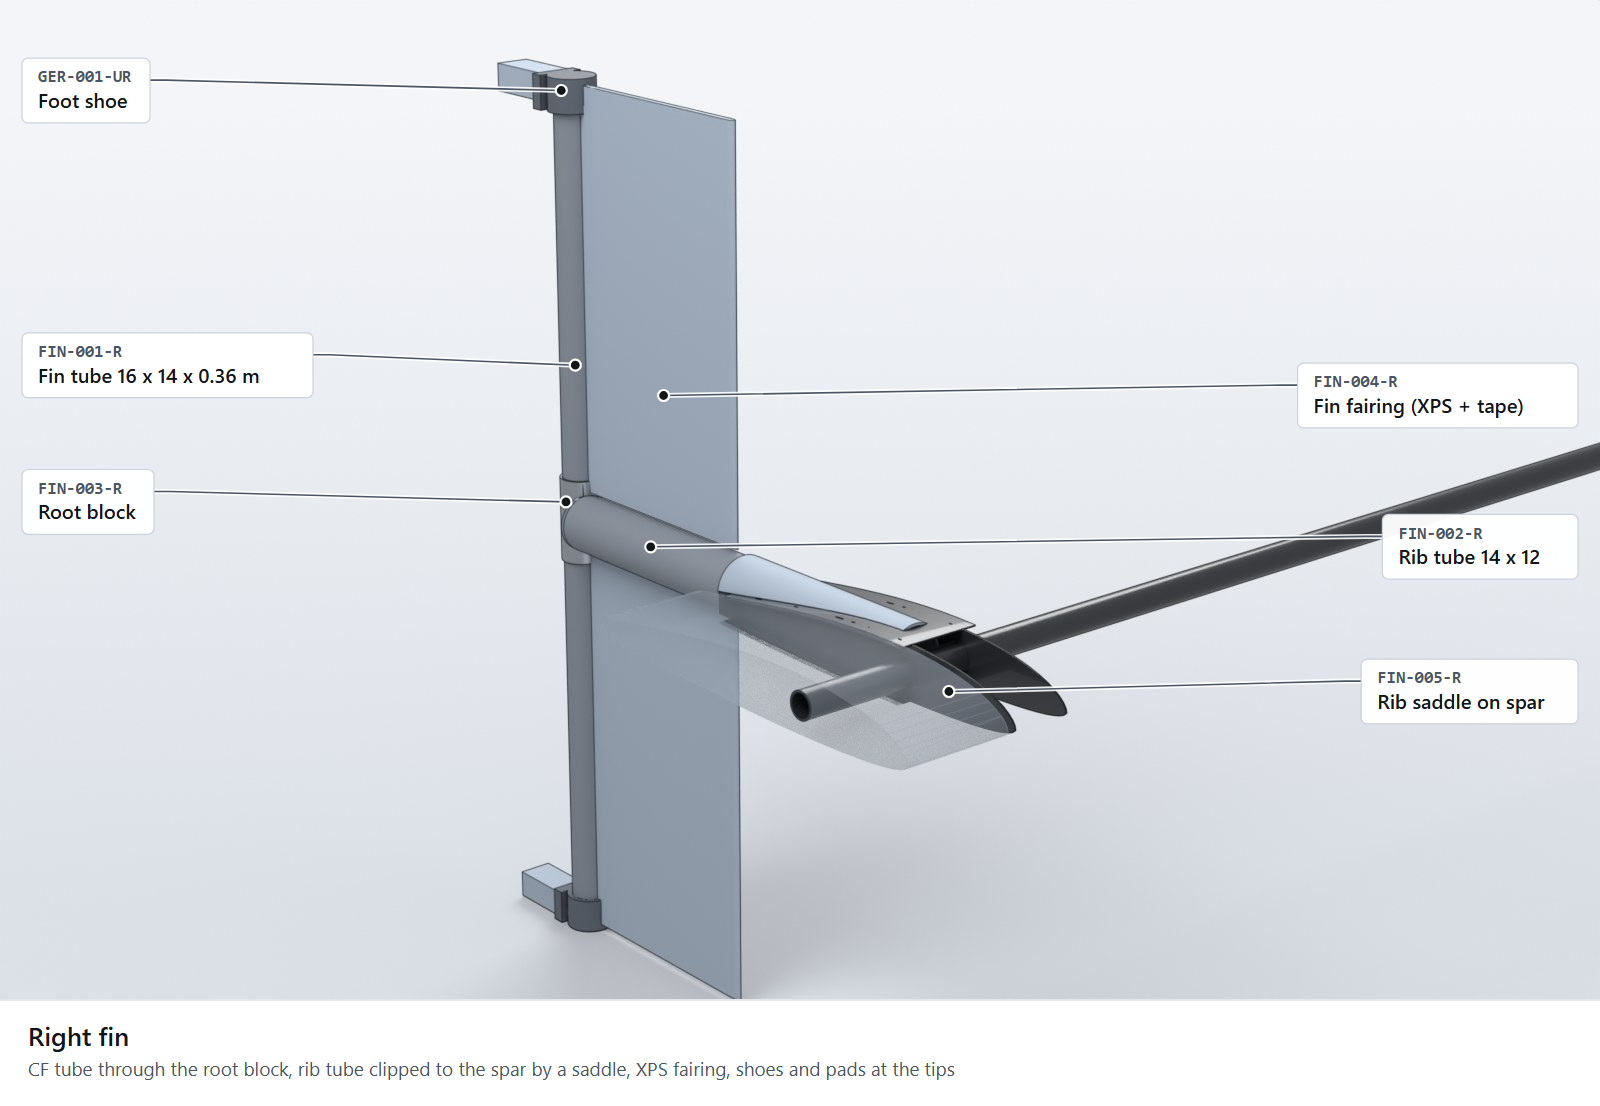 GER-001-UR
Foot shoe
FIN-001-R
Fin tube 16 x 14 x 0.36 m
FIN-004-R
Fin fairing (XPS + tape)
FIN-003-R
Root block
FIN-002-R
Rib tube 14 x 12
FIN-005-R
Rib saddle on spar
Right fin
CF tube through the root block, rib tube clipped to the spar by a saddle, XPS fairing, shoes and pads at the tips